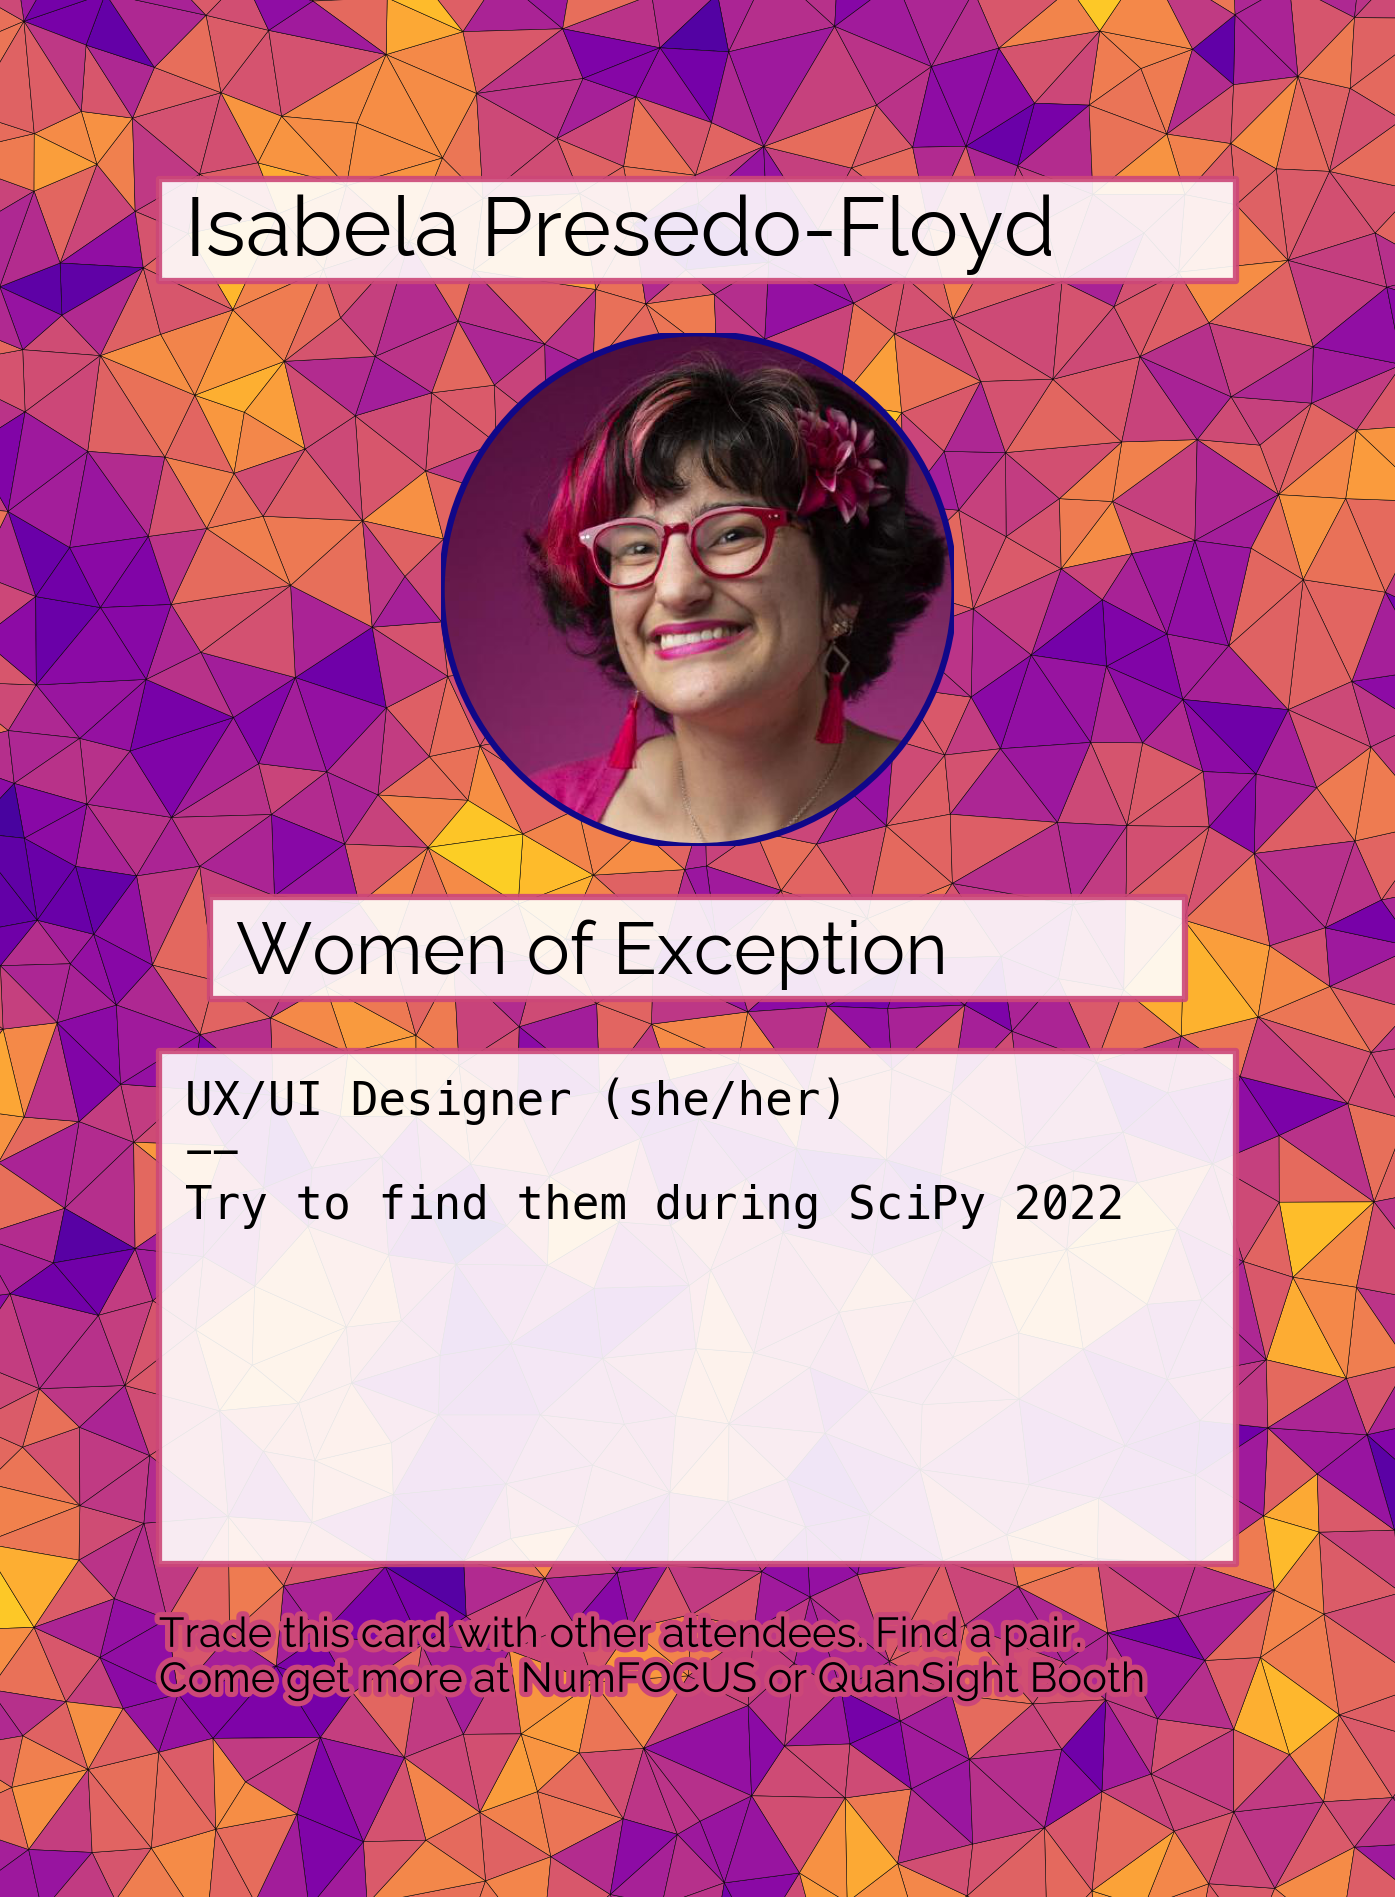 Isabela Presedo-Floyd
Women of Exception
UX/UI Designer (she/her)
——
Try to find them during SciPy 2022
Trade this card with other attendees. Find a pair.
Come get more at NumFOCUS or QuanSight Booth